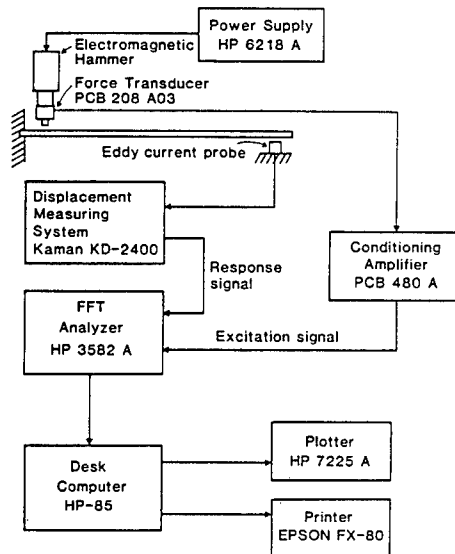 Power Supply
HP 6218 A
Electromagnetic
Hammer
Force Transducer
PCB 208 A03
Eddy current probe
Displacement
Measuring
System
Kaman KD-2400
Response
signal
Conditioning
Amplifier
PCB 480 A
FFT
Analyzer
HP 3582 A
Excitation signal
Desk
Computer
HP-85
Plotter
HP 7225 A
Printer
EPSON FX-80